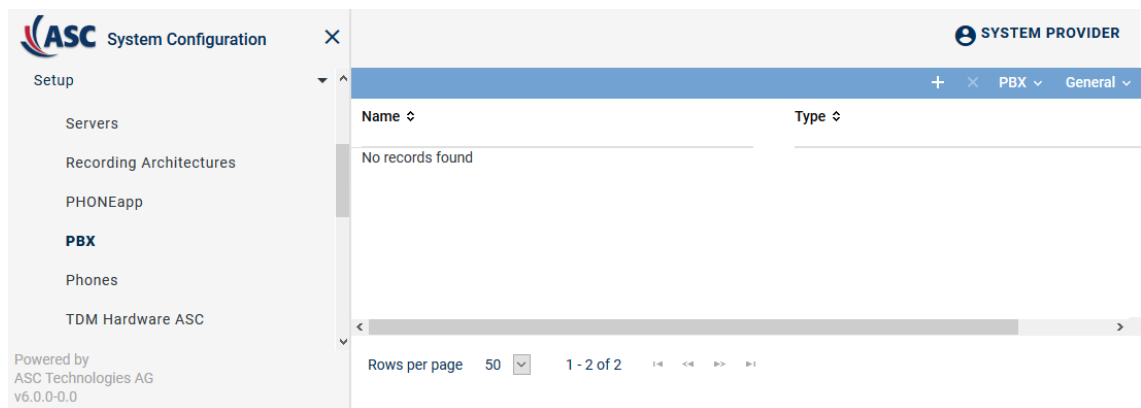 ASC System Configuration
SYSTEM PROVIDER
Setup
PBX General
Servers
Recording Architectures
PHONEapp
PBX
Phones
TDM Hardware ASC
Powered by
ASC Technologies AG
v6.0.0-0.0
Name Type
No records found
Rows per page 50 1 - 2 of 2